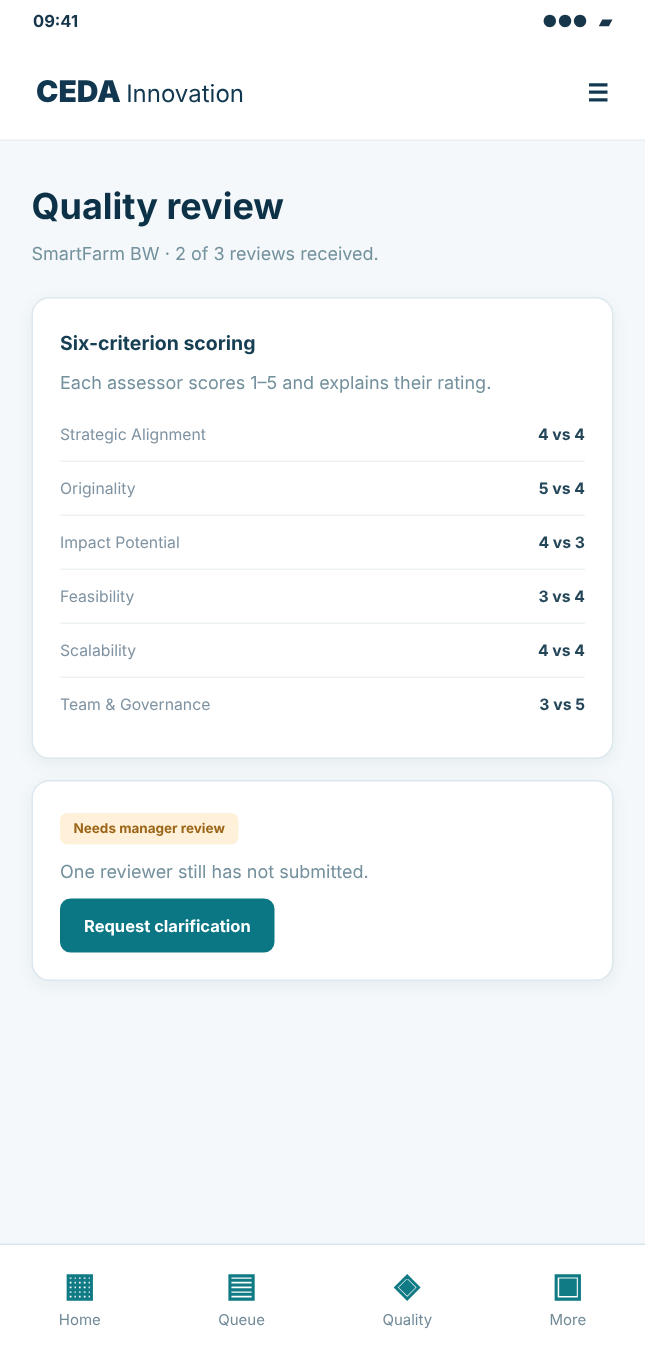 09:41
CEDA Innovation
Quality review
SmartFarm BW · 2 of 3 reviews received.
Six-criterion scoring
Each assessor scores 1–5 and explains their rating.
Strategic Alignment 4 vs 4
Originality 5 vs 4
Impact Potential 4 vs 3
Feasibility 3 vs 4
Scalability 4 vs 4
Team & Governance 3 vs 5
Needs manager review
One reviewer still has not submitted.
Request clarification
Home Queue Quality More